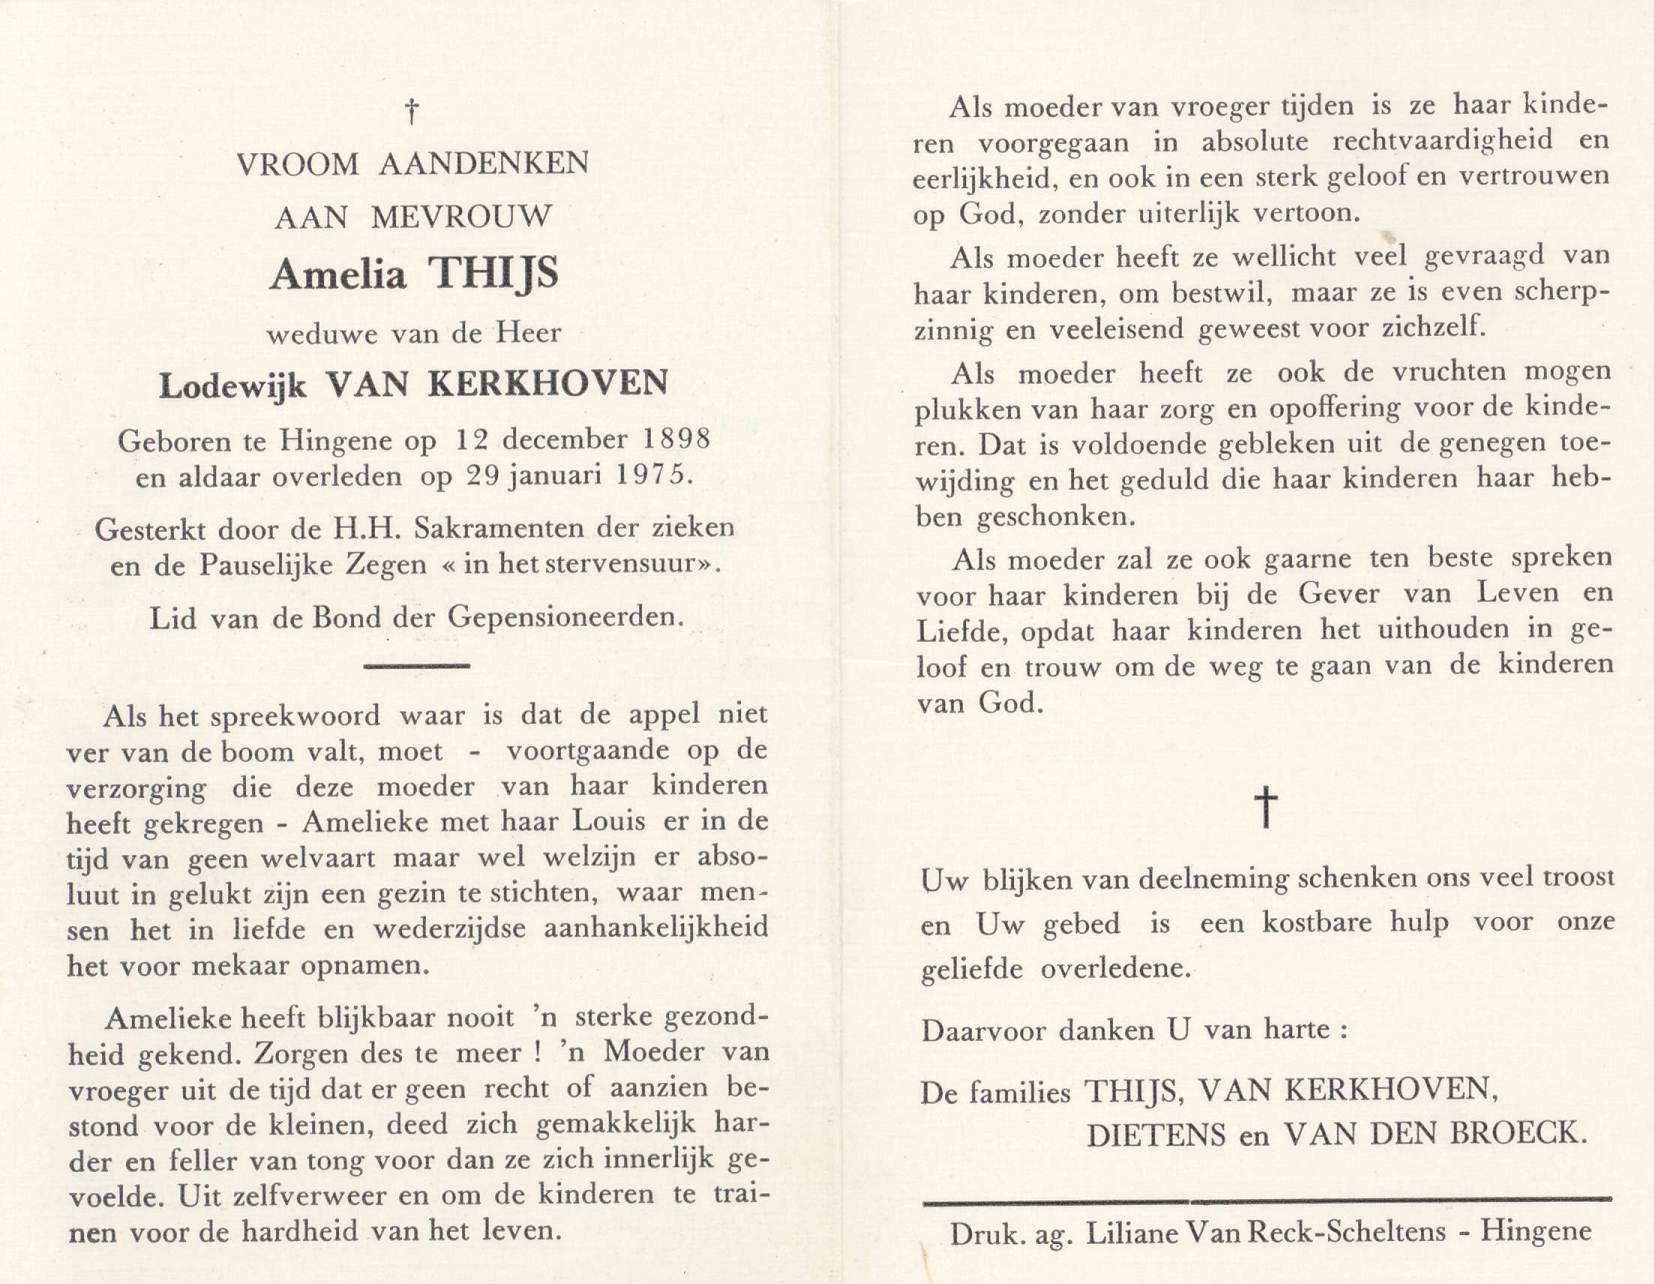 †
VROOM AANDENKEN
AAN MEVROUW
Amelia THIJS
weduwe van de Heer
Lodewijk VAN KERKHOVEN
Geboren te Hingene op 12 december 1898
en aldaar overleden op 29 januari 1975.
Gesterkt door de H.H. Sakramenten der zieken
en de Pauselijke Zegen « in het stervensuur».
Lid van de Bond der Gepensioneerden.
Als het spreekwoord waar is dat de appel niet
ver van de boom valt, moet - voortgaande op de
verzorging die deze moeder van haar kinderen
heeft gekregen - Amelieke met haar Louis er in de
tijd van geen welvaart maar wel welzijn er abso-
luut in gelukt zijn een gezin te stichten, waar men-
sen het in liefde en wederzijdse aanhankelijkheid
het voor mekaar opnamen.
Amelieke heeft blijkbaar nooit 'n sterke gezond-
heid gekend. Zorgen des te meer ! 'n Moeder van
vroeger uit de tijd dat er geen recht of aanzien be-
stond voor de kleinen, deed zich gemakkelijk har-
der en feller van tong voor dan ze zich innerlijk ge-
voelde. Uit zelfverweer en om de kinderen te trai-
nen voor de hardheid van het leven.
Als moeder van vroeger tijden is ze haar kinde-
ren voorgegaan in absolute rechtvaardigheid en
eerlijkheid, en ook in een sterk geloof en vertrouwen
op God, zonder uiterlijk vertoon.
Als moeder heeft ze wellicht veel gevraagd van
haar kinderen, om bestwil, maar ze is even scherp-
zinnig en veeleisend geweest voor zichzelf.
Als moeder heeft ze ook de vruchten mogen
plukken van haar zorg en opoffering voor de kinde-
ren. Dat is voldoende gebleken uit de genegen toe-
wijding en het geduld die haar kinderen haar heb-
ben geschonken.
Als moeder zal ze ook gaarne ten beste spreken
voor haar kinderen bij de Gever van Leven en
Liefde, opdat haar kinderen het uithouden in ge-
loof en trouw om de weg te gaan van de kinderen
van God.
†
Uw blijken van deelneming schenken ons veel troost
en Uw gebed is een kostbare hulp voor onze
geliefde overledene.
Daarvoor danken U van harte :
De families THIJS, VAN KERKHOVEN,
DIETENS en VAN DEN BROECK.
Druk. ag. Liliane Van Reck-Scheltens - Hingene